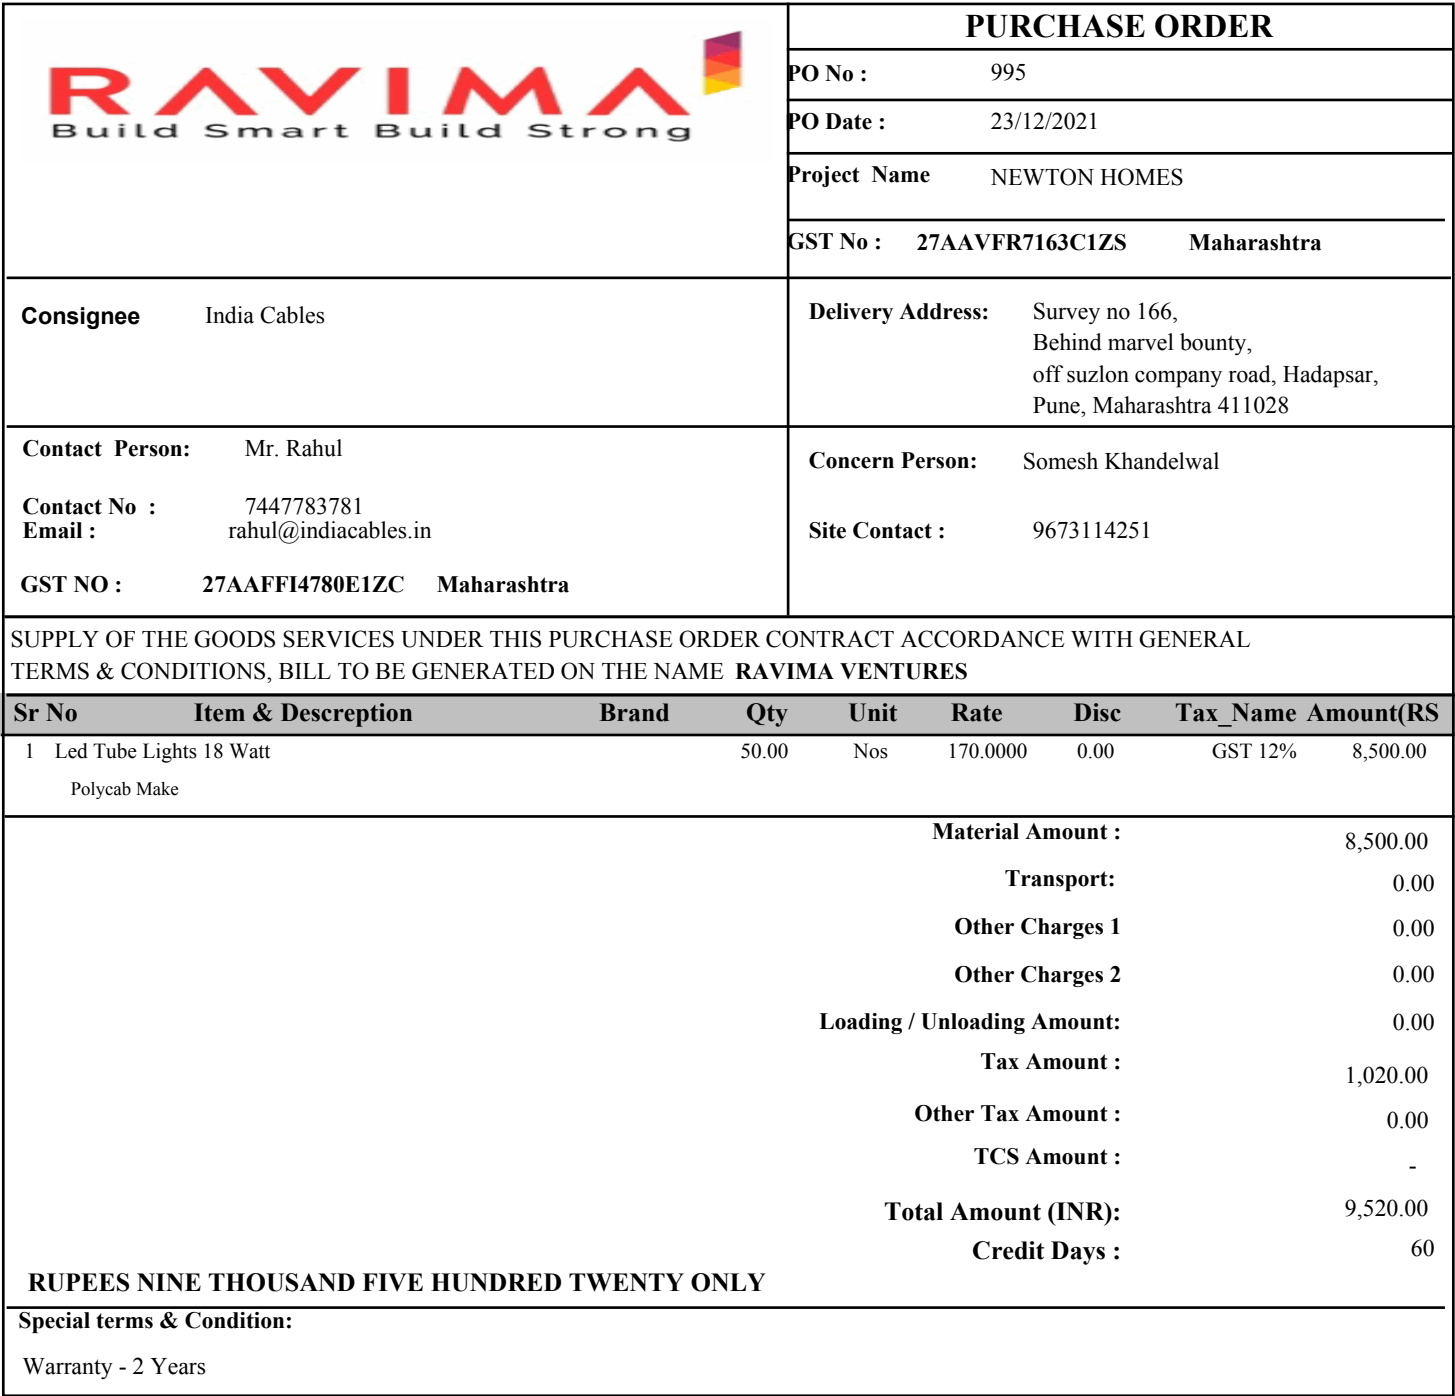 RAVIMA
Build Smart Build Strong
PURCHASE ORDER
PO No : 995
PO Date : 23/12/2021
Project Name NEWTON HOMES
GST No : 27AAVFR7163C1ZS Maharashtra
Consignee India Cables
Delivery Address: Survey no 166,
Behind marvel bounty,
off suzlon company road, Hadapsar,
Pune, Maharashtra 411028
Contact Person: Mr. Rahul
Contact No : 7447783781
Email : rahul@indiacables.in
GST NO : 27AAFFI4780E1ZC Maharashtra
Concern Person: Somesh Khandelwal
Site Contact : 9673114251
SUPPLY OF THE GOODS SERVICES UNDER THIS PURCHASE ORDER CONTRACT ACCORDANCE WITH GENERAL
TERMS & CONDITIONS, BILL TO BE GENERATED ON THE NAME RAVIMA VENTURES
Sr No Item & Descreption Brand Qty Unit Rate Disc Tax_Name Amount(RS
1 Led Tube Lights 18 Watt 50.00 Nos 170.0000 0.00 GST 12% 8,500.00
Polycab Make
Material Amount : 8,500.00
Transport: 0.00
Other Charges 1 0.00
Other Charges 2 0.00
Loading / Unloading Amount: 0.00
Tax Amount : 1,020.00
Other Tax Amount : 0.00
TCS Amount : -
Total Amount (INR): 9,520.00
Credit Days : 60
RUPEES NINE THOUSAND FIVE HUNDRED TWENTY ONLY
Special terms & Condition:
Warranty - 2 Years